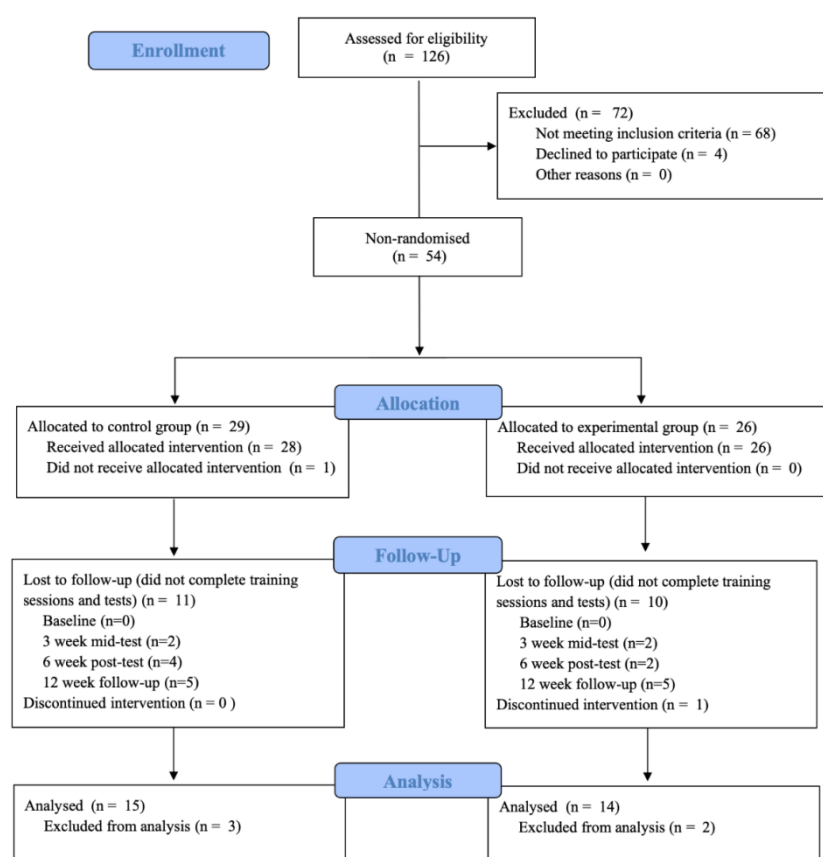 Enrollment
Assessed for eligibility
(n = 126)
Excluded (n = 72)
Not meeting inclusion criteria (n = 68)
Declined to participate (n = 4)
Other reasons (n = 0)
Non-randomised
(n = 54)
Allocation
Allocated to control group (n = 29)
Received allocated intervention (n = 28)
Did not receive allocated intervention (n = 1)
Allocated to experimental group (n = 26)
Received allocated intervention (n = 26)
Did not receive allocated intervention (n = 0)
Follow-Up
Lost to follow-up (did not complete training
sessions and tests) (n = 11)
Baseline (n=0)
3 week mid-test (n=2)
6 week post-test (n=4)
12 week follow-up (n=5)
Discontinued intervention (n = 0 )
Lost to follow-up (did not complete training
sessions and tests) (n = 10)
Baseline (n=0)
3 week mid-test (n=2)
6 week post-test (n=2)
12 week follow-up (n=5)
Discontinued intervention (n = 1)
Analysis
Analysed (n = 15)
Excluded from analysis (n = 3)
Analysed (n = 14)
Excluded from analysis (n = 2)